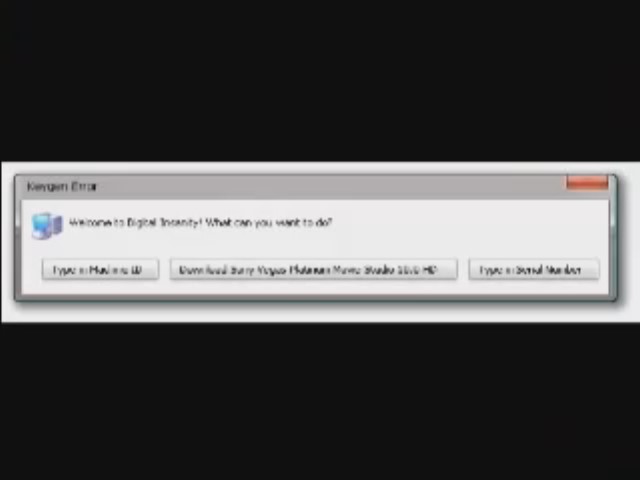 Keygen Error
Welcome to Digital Insanity! What can you want to do?
Type in Machine ID
Download Sony Vegas Platinum Movie Studio 10.0 HD
Type in Serial Number